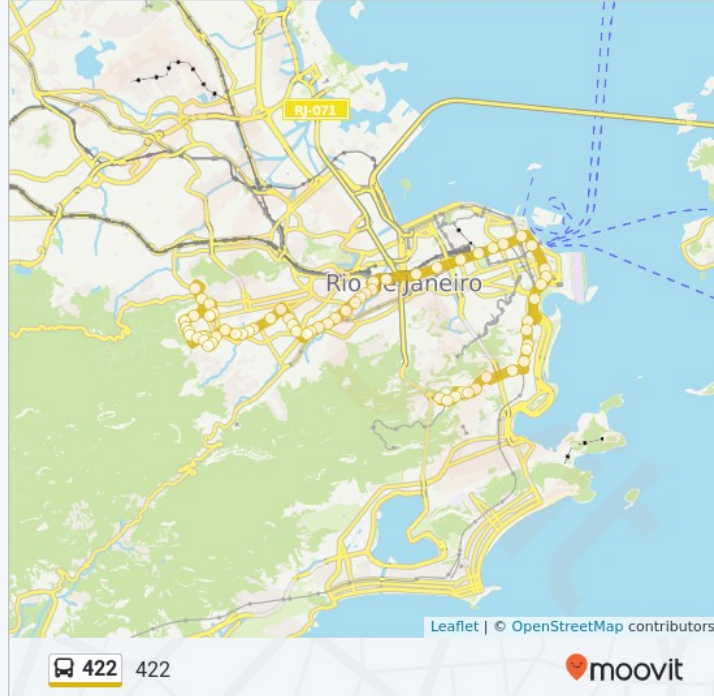 RJ-071
Rio de Janeiro
Leaflet | © OpenStreetMap contributors
422 422
moovit